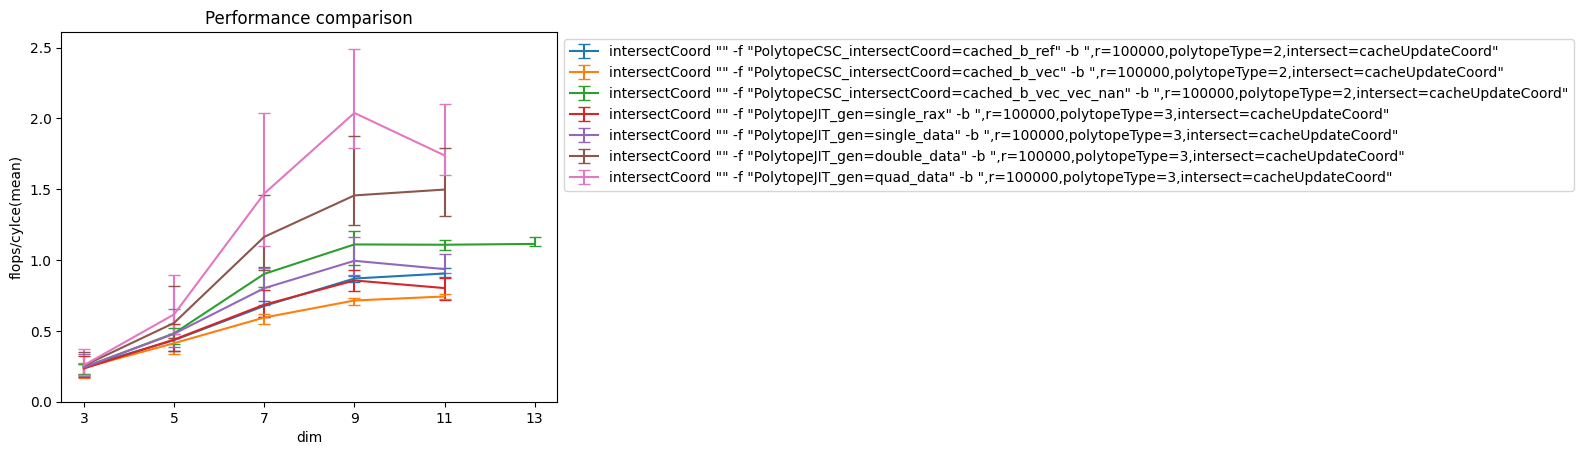 Performance comparison
flops/cylce(mean)
2.5
2.0
1.5
1.0
0.5
0.0
3 5 7 9 11 13
dim
intersectCoord "" -f "PolytopeCSC_intersectCoord=cached_b_ref" -b ",r=100000,polytopeType=2,intersect=cacheUpdateCoord"
intersectCoord "" -f "PolytopeCSC_intersectCoord=cached_b_vec" -b ",r=100000,polytopeType=2,intersect=cacheUpdateCoord"
intersectCoord "" -f "PolytopeCSC_intersectCoord=cached_b_vec_vec_nan" -b ",r=100000,polytopeType=2,intersect=cacheUpdateCoord"
intersectCoord "" -f "PolytopeJIT_gen=single_rax" -b ",r=100000,polytopeType=3,intersect=cacheUpdateCoord"
intersectCoord "" -f "PolytopeJIT_gen=single_data" -b ",r=100000,polytopeType=3,intersect=cacheUpdateCoord"
intersectCoord "" -f "PolytopeJIT_gen=double_data" -b ",r=100000,polytopeType=3,intersect=cacheUpdateCoord"
intersectCoord "" -f "PolytopeJIT_gen=quad_data" -b ",r=100000,polytopeType=3,intersect=cacheUpdateCoord"